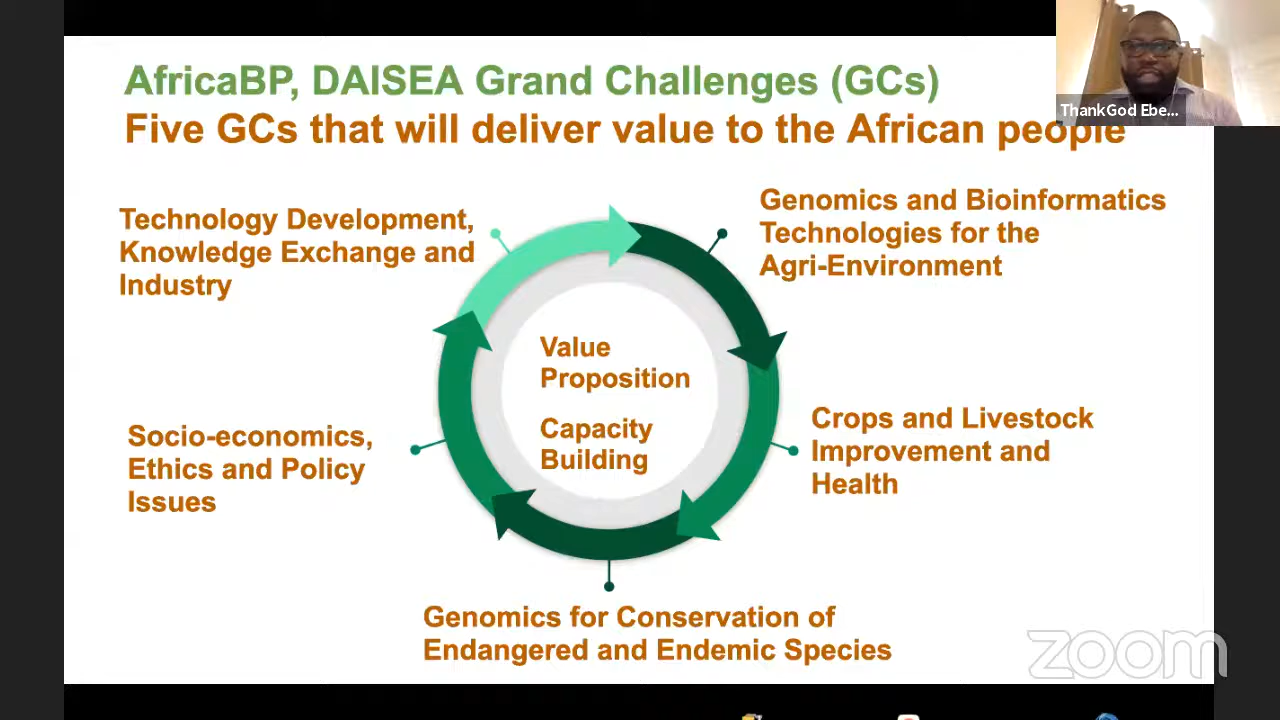 AfricaBP, DAISEA Grand Challenges (GCs)
Five GCs that will deliver value to the African people
ThankGod Ebe...
Technology Development,
Knowledge Exchange and
Industry
Genomics and Bioinformatics
Technologies for the
Agri-Environment
Value
Proposition
Capacity
Building
Socio-economics,
Ethics and Policy
Issues
Crops and Livestock
Improvement and
Health
Genomics for Conservation of
Endangered and Endemic Species
zoom